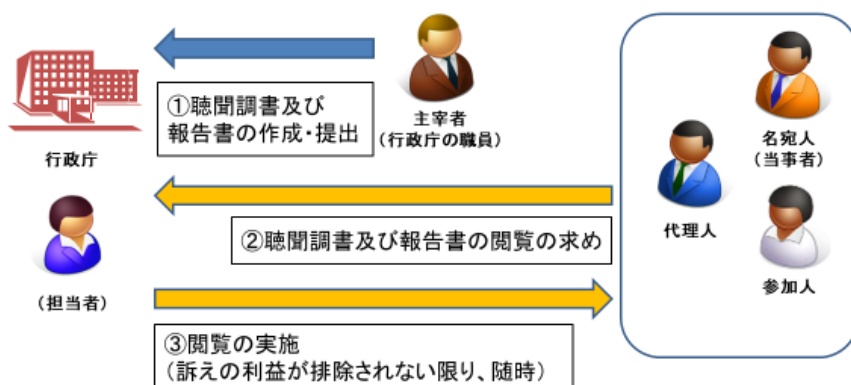 ①聴聞調書及び
報告書の作成・提出
主宰者
(行政庁の職員)
名宛人
(当事者)
行政庁
代理人
②聴聞調書及び報告書の閲覧の求め
参加人
(担当者)
③閲覧の実施
(訴えの利益が排除されない限り、随時)